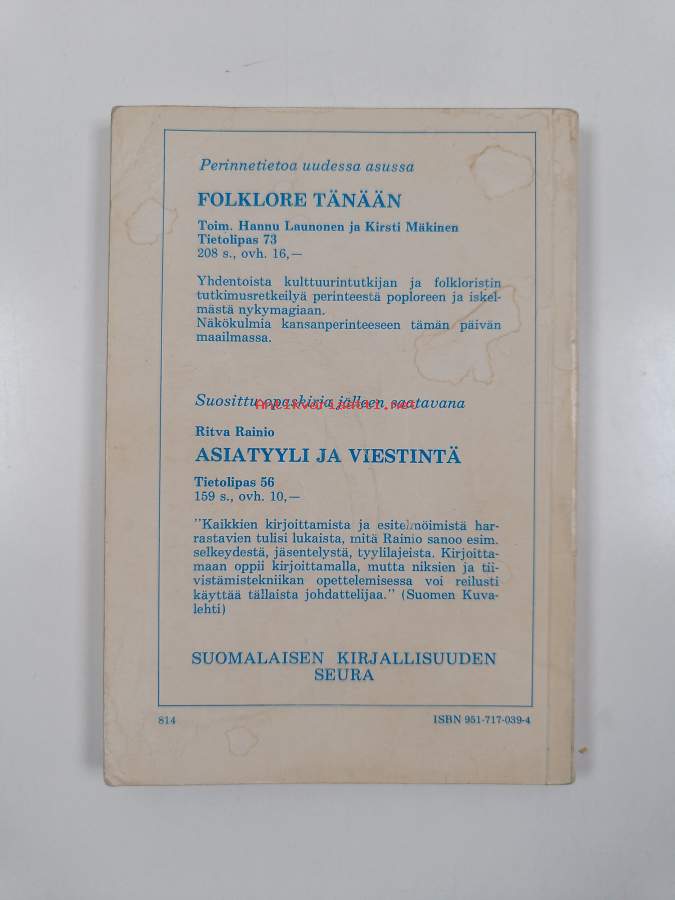 Perinnetietoa uudessa asussa
FOLKLORE TÄNÄÄN
Toim. Hannu Launonen ja Kirsti Mäkinen
Tietolipas 73
208 s., ovh. 16,—
Yhdentoista kulttuurintutkijan ja folkloristin
tutkimusretkeilyä perinteestä poploreen ja iskel-
mästä nykymagiaan.
Näkökulmia kansanperinteeseen tämän päivän
maailmassa.
Suosittu opaskirja jälleen saatavana
Antikvariaatti.net
Ritva Rainio
ASIATYYLI JA VIESTINTÄ
Tietolipas 56
159 s., ovh. 10,—
"Kaikkien kirjoittamista ja esitelmöimistä har-
rastavien tulisi lukaista, mitä Rainio sanoo esim.
selkeydestä, jäsentelystä, tyylilajeista. Kirjoitta-
maan oppii kirjoittamalla, mutta niksien ja tii-
vistämistekniikan opettelemisessa voi reilusti
käyttää tällaista johdattelijaa." (Suomen Kuva-
lehti)
SUOMALAISEN KIRJALLISUUDEN
SEURA
814
ISBN 951-717-039-4